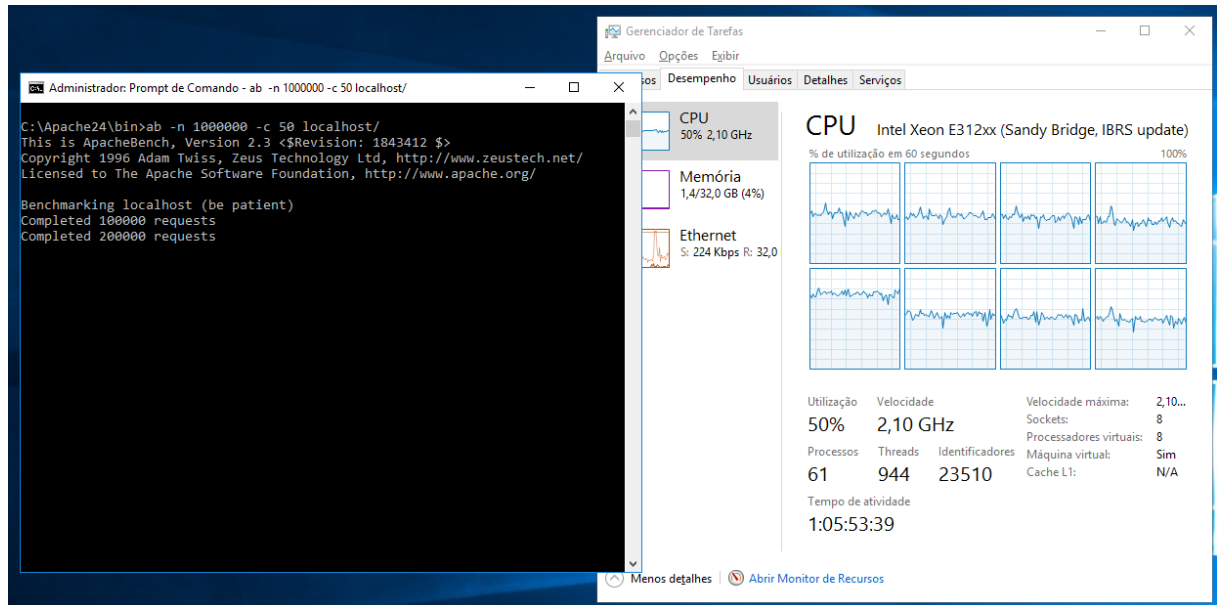 Administrador: Prompt de Comando - ab -n 1000000 -c 50 localhost/
C:\Apache24\bin>ab -n 1000000 -c 50 localhost/
This is ApacheBench, Version 2.3 <$Revision: 1843412 $>
Copyright 1996 Adam Twiss, Zeus Technology Ltd, http://www.zeustech.net/
Licensed to The Apache Software Foundation, http://www.apache.org/
Benchmarking localhost (be patient)
Completed 100000 requests
Completed 200000 requests
Gerenciador de Tarefas
Arquivo Opções Exibir
sos Desempenho Usuários Detalhes Serviços
CPU
50% 2,10 GHz
Memória
1,4/32,0 GB (4%)
Ethernet
S: 224 Kbps R: 32,0
CPU Intel Xeon E312xx (Sandy Bridge, IBRS update)
% de utilização em 60 segundos 100%
Utilização Velocidade
50% 2,10 GHz
Processos Threads Identificadores
61 944 23510
Tempo de atividade
1:05:53:39
Velocidade máxima: 2,10...
Sockets: 8
Processadores virtuais: 8
Máquina virtual: Sim
Cache L1: N/A
Menos detalhes Abrir Monitor de Recursos